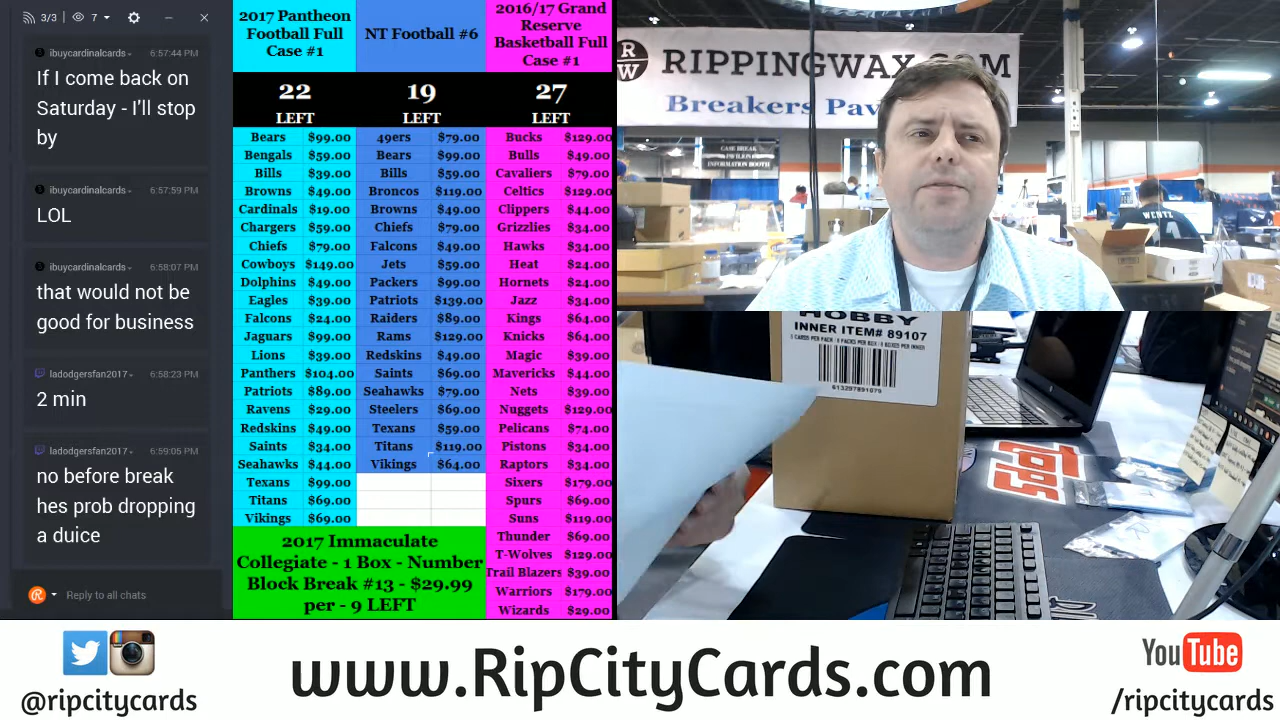 3/3 7
ibuycardinalcards 6:57:44 PM
If I come back on
Saturday - I'll stop
by
ibuycardinalcards 6:57:59 PM
LOL
ibuycardinalcards 6:58:07 PM
that would not be
good for business
ladodgersfan2017 6:58:23 PM
2 min
ladodgersfan2017 6:59:05 PM
no before break
hes prob dropping
a duice
Reply to all chats
2017 Pantheon
Football Full
Case #1
22
LEFT
Bears $99.00
Bengals $59.00
Bills $39.00
Browns $49.00
Cardinals $19.00
Chargers $59.00
Chiefs $79.00
Cowboys $149.00
Dolphins $49.00
Eagles $39.00
Falcons $24.00
Jaguars $99.00
Lions $39.00
Panthers $104.00
Patriots $89.00
Ravens $29.00
Redskins $49.00
Saints $34.00
Seahawks $44.00
Texans $99.00
Titans $69.00
Vikings $69.00
NT Football #6
19
LEFT
49ers $79.00
Bears $99.00
Bills $59.00
Broncos $119.00
Browns $49.00
Chiefs $79.00
Falcons $49.00
Jets $59.00
Packers $99.00
Patriots $139.00
Raiders $89.00
Rams $129.00
Redskins $49.00
Saints $69.00
Seahawks $79.00
Steelers $69.00
Texans $59.00
Titans $119.00
Vikings $64.00
2016/17 Grand
Reserve
Basketball Full
Case #1
27
LEFT
Bucks $129.00
Bulls $49.00
Cavaliers $79.00
Celtics $129.00
Clippers $44.00
Grizzlies $34.00
Hawks $34.00
Heat $24.00
Hornets $24.00
Jazz $34.00
Kings $64.00
Knicks $64.00
Magic $39.00
Mavericks $44.00
Nets $39.00
Nuggets $129.00
Pelicans $74.00
Pistons $34.00
Raptors $34.00
Sixers $179.00
Spurs $69.00
Suns $119.00
Thunder $69.00
T-Wolves $129.00
Trail Blazers $39.00
Warriors $179.00
Wizards $29.00
2017 Immaculate
Collegiate - 1 Box - Number
Block Break #13 - $29.99
per - 9 LEFT
R
W
RIPPINGWAX.COM
Breakers Pav
CASE BREAK
PAVILION
INFORMATION BOOTH
WENTZ
HOBBY
INNER ITEM# 89107
613297891079
topps
@ripcitycards
www.RipCityCards.com
YouTube
/ripcitycards